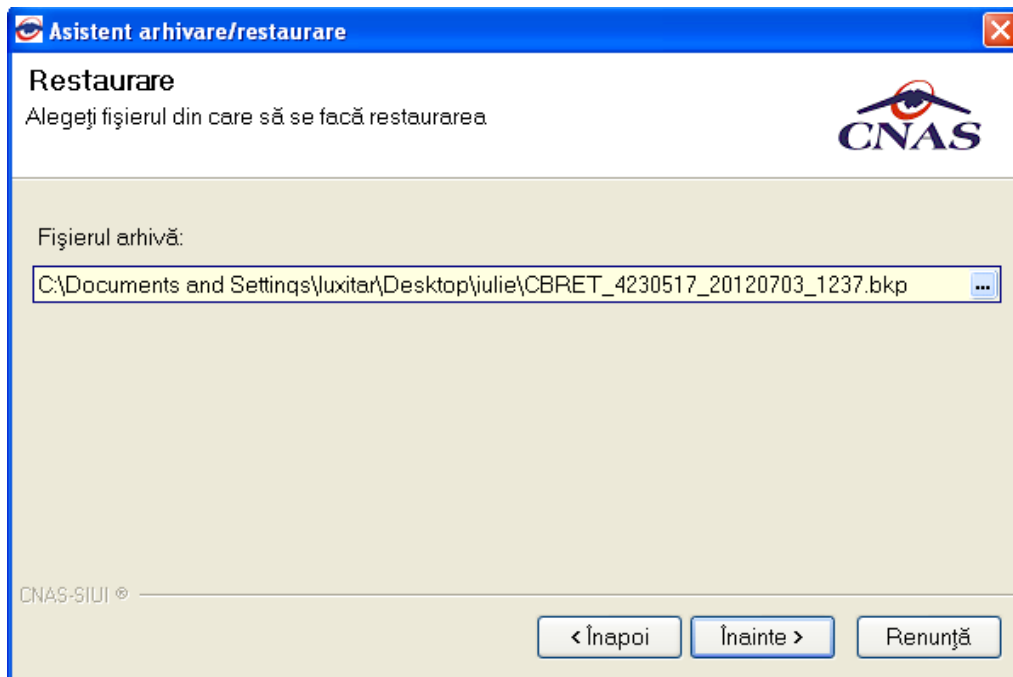 Asistent arhivare/restaurare
Restaurare
Alegeţi fişierul din care să se facă restaurarea
CNAS
Fişierul arhivă:
C:\Documents and Settings\luxitar\Desktop\iulie\CBRET_4230517_20120703_1237.bkp
...
CNAS-SIUI ®
< Înapoi
Înainte >
Renunţă